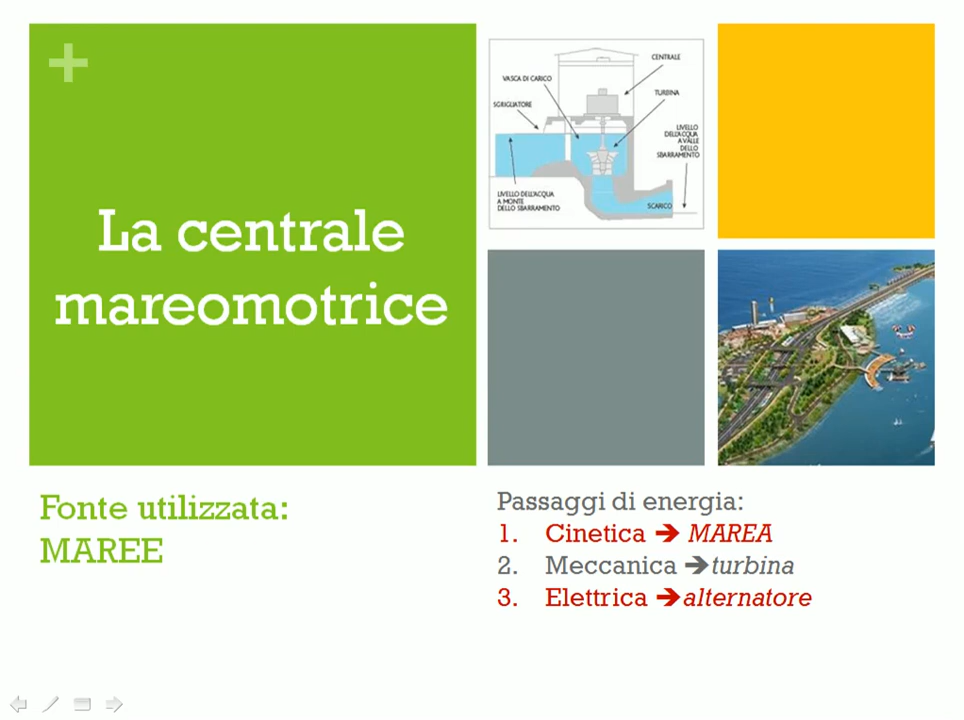 +
La centrale
mareomotrice
CENTRALE
VASCA DI CARICO
TURBINA
SGRIGLIATORE
LIVELLO
DELL'ACQUA
A VALLE
DELLO
SBARRAMENTO
LIVELLO DELL'ACQUA
A MONTE
DELLO SBARRAMENTO
SCARICO
Fonte utilizzata:
MAREE
Passaggi di energia:
1. Cinetica ➔ MAREA
2. Meccanica ➔turbina
3. Elettrica ➔alternatore